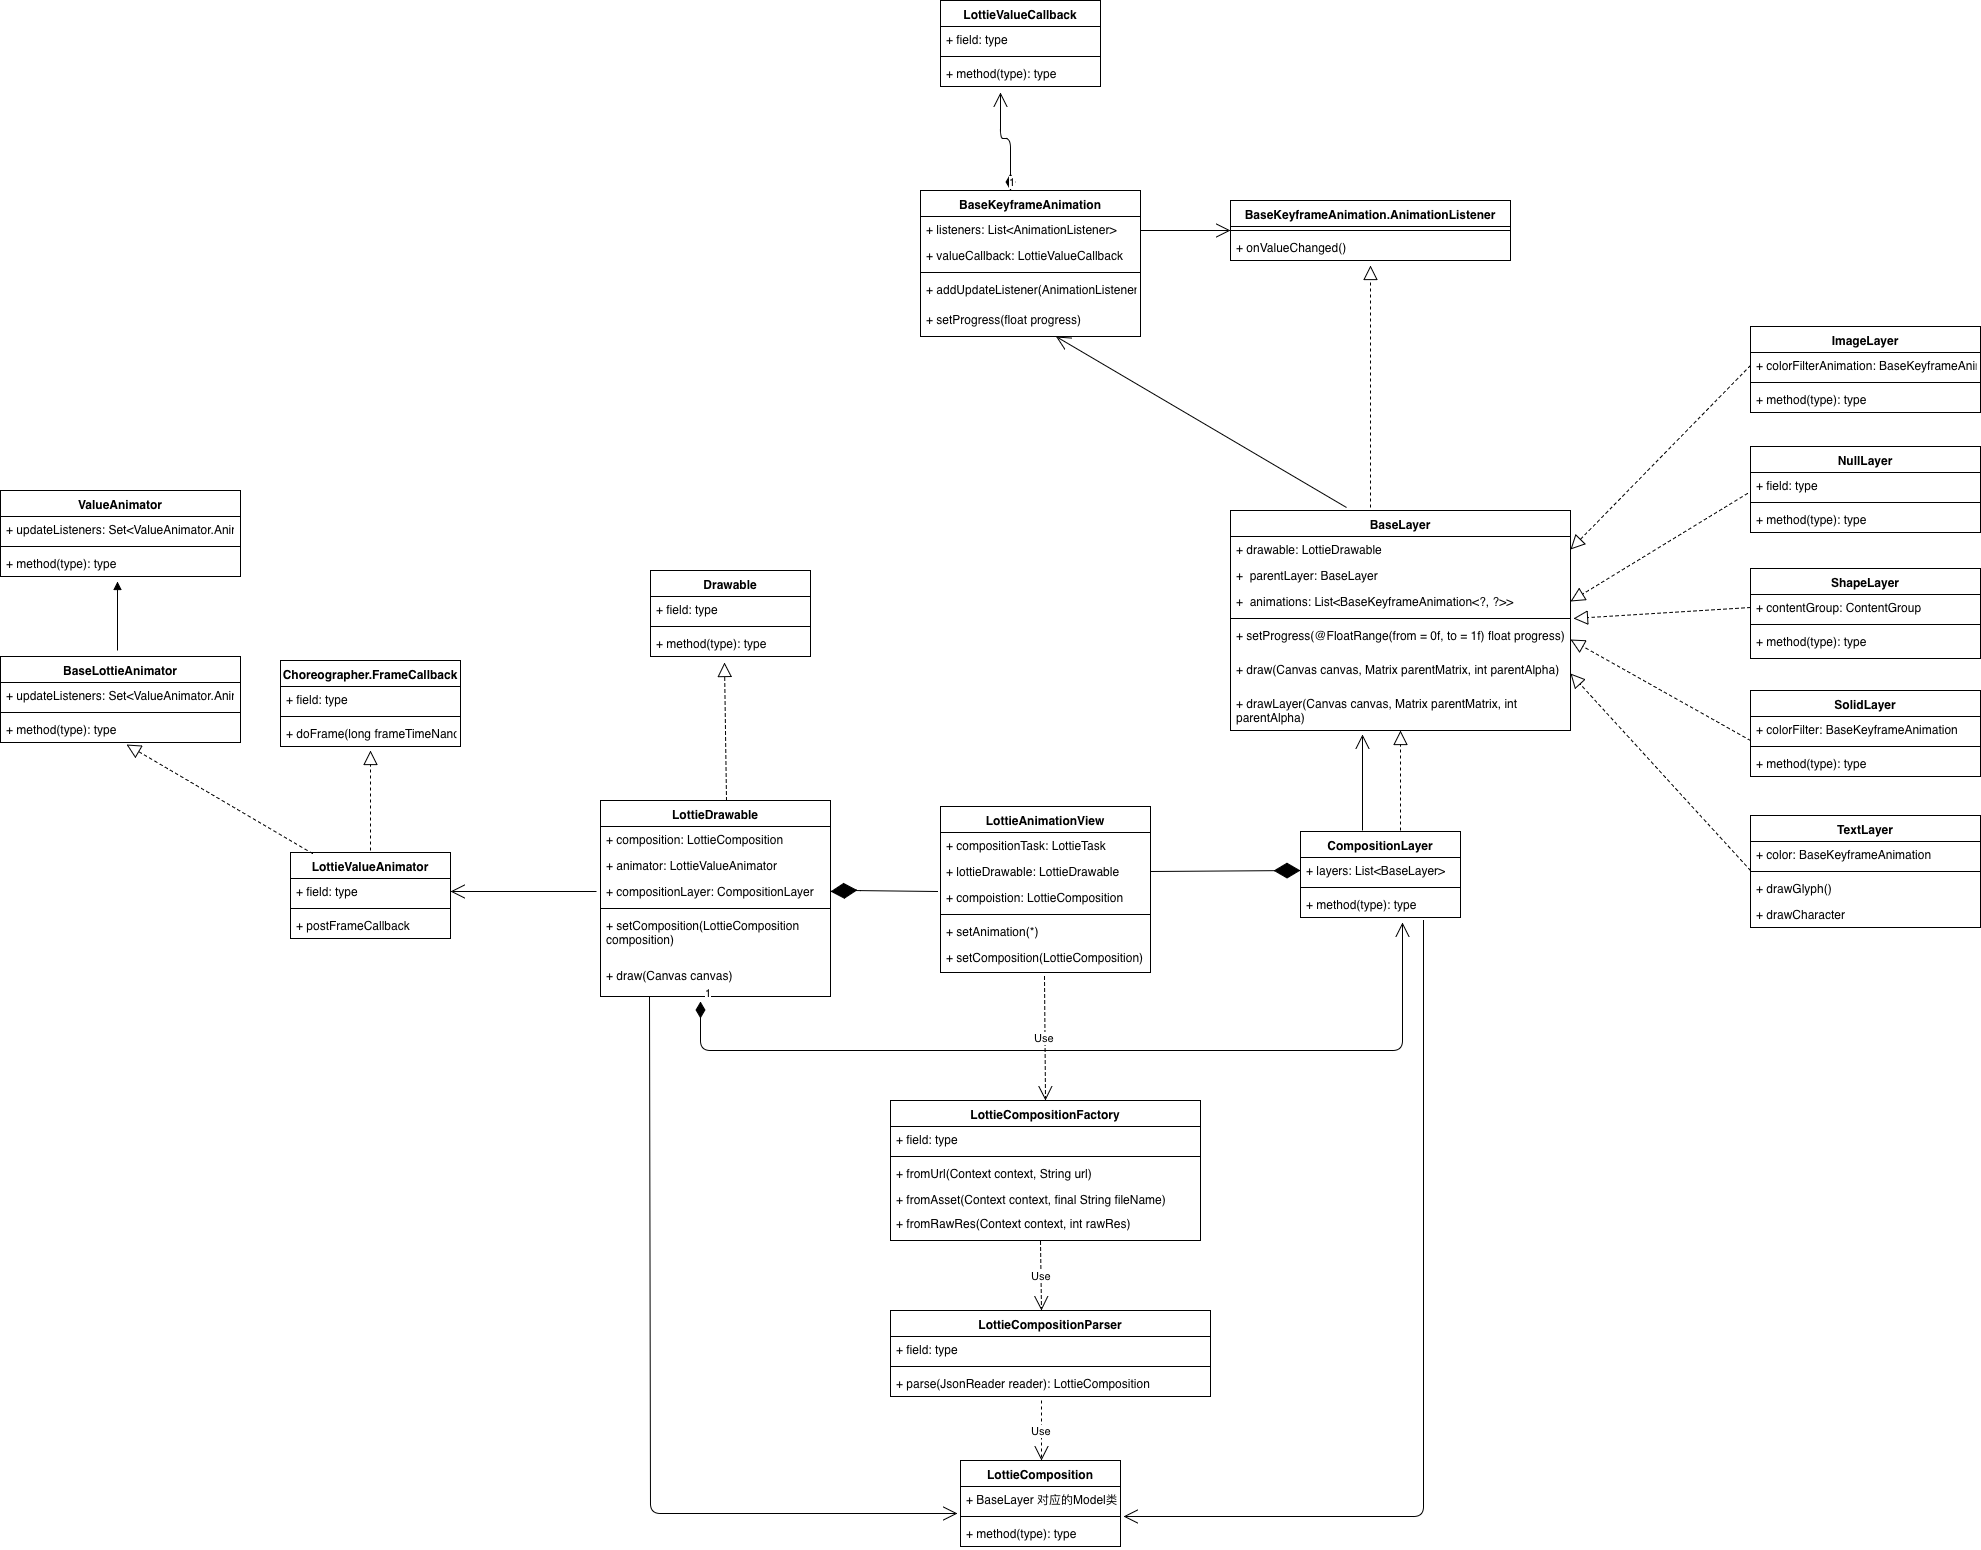 LottieValueCallback
+ field: type
+ method(type): type
1
BaseKeyframeAnimation
+ listeners: List<AnimationListener>
+ valueCallback: LottieValueCallback
+ addUpdateListener(AnimationListener
+ setProgress(float progress)
BaseKeyframeAnimation.AnimationListener
+ onValueChanged()
ImageLayer
+ colorFilterAnimation: BaseKeyframeAni
+ method(type): type
NullLayer
+ field: type
+ method(type): type
ValueAnimator
+ updateListeners: Set<ValueAnimator.Anir
+ method(type): type
BaseLayer
+ drawable: LottieDrawable
+ parentLayer: BaseLayer
+ animations: List<BaseKeyframeAnimation<?, ?>>
+ setProgress(@FloatRange(from = 0f, to = 1f) float progress)
+ draw(Canvas canvas, Matrix parentMatrix, int parentAlpha)
+ drawLayer(Canvas canvas, Matrix parentMatrix, int
parentAlpha)
Drawable
+ field: type
+ method(type): type
ShapeLayer
+ contentGroup: ContentGroup
+ method(type): type
BaseLottieAnimator
+ updateListeners: Set<ValueAnimator.Anir
+ method(type): type
Choreographer.FrameCallback
+ field: type
+ doFrame(long frameTimeNanc
SolidLayer
+ colorFilter: BaseKeyframeAnimation
+ method(type): type
LottieValueAnimator
+ field: type
+ postFrameCallback
LottieDrawable
+ composition: LottieComposition
+ animator: LottieValueAnimator
+ compositionLayer: CompositionLayer
+ setComposition(LottieComposition
composition)
+ draw(Canvas canvas)
1
LottieAnimationView
+ compositionTask: LottieTask
+ lottieDrawable: LottieDrawable
+ compoistion: LottieComposition
+ setAnimation(*)
+ setComposition(LottieComposition)
CompositionLayer
+ layers: List<BaseLayer>
+ method(type): type
TextLayer
+ color: BaseKeyframeAnimation
+ drawGlyph()
+ drawCharacter
Use
LottieCompositionFactory
+ field: type
+ fromUrl(Context context, String url)
+ fromAsset(Context context, final String fileName)
+ fromRawRes(Context context, int rawRes)
Use
LottieCompositionParser
+ field: type
+ parse(JsonReader reader): LottieComposition
Use
LottieComposition
+ BaseLayer 对应的Model类
+ method(type): type